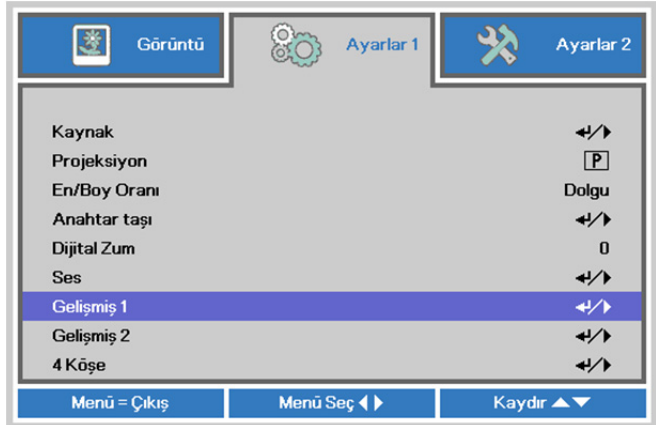 Görüntü Ayarlar 1 Ayarlar 2
Kaynak
Projeksiyon P
En/Boy Oranı Dolgu
Anahtar taşı
Dijital Zum 0
Ses
Gelişmiş 1
Gelişmiş 2
4 Köşe
Menü = Çıkış Menü Seç Kaydır